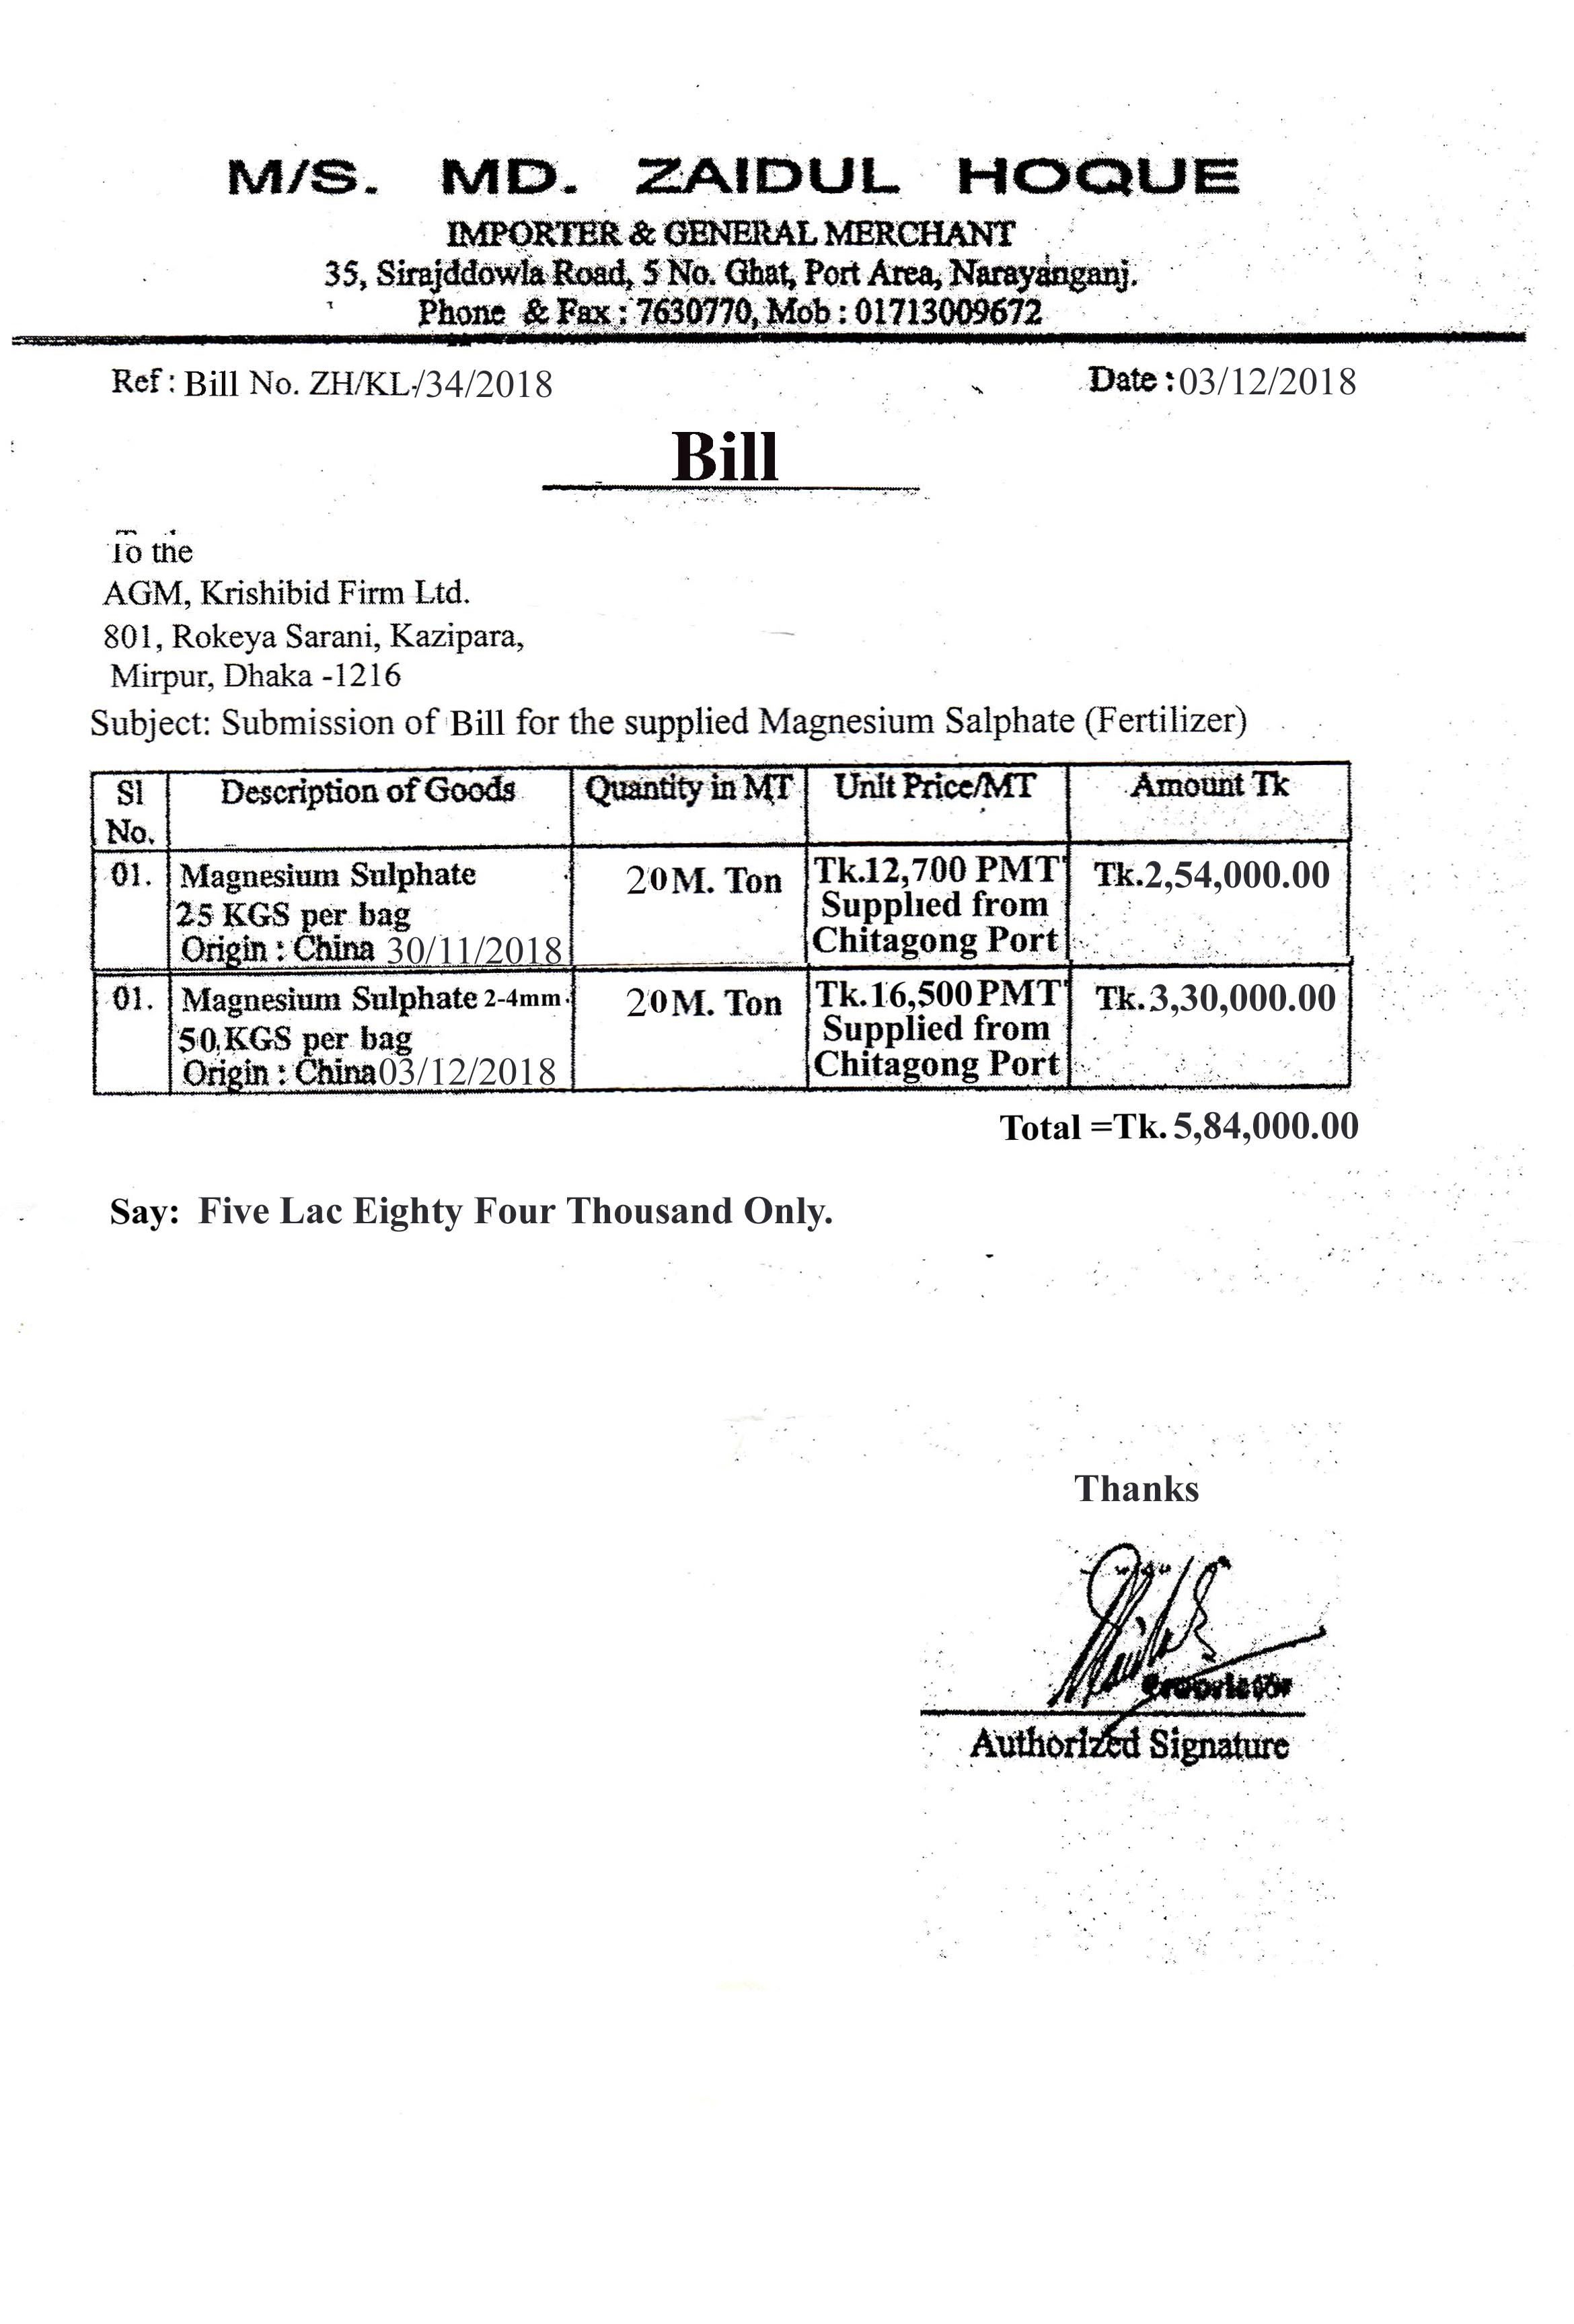 M/S. MD. ZAIDUL HOQUE
IMPORTER & GENERAL MERCHANT
35, Sirajddowla Road, 5 No. Ghat, Port Area, Narayanganj.
Phone & Fax : 7630770, Mob : 01713009672
Ref : Bill No. ZH/KL-/34/2018 Date : 03/12/2018
Bill
To the
AGM, Krishibid Firm Ltd.
801, Rokeya Sarani, Kazipara,
Mirpur, Dhaka -1216
Subject: Submission of Bill for the supplied Magnesium Salphate (Fertilizer)
Sl Description of Goods Quantity in MT Unit Price/MT Amount Tk
No.
01. Magnesium Sulphate 20 M. Ton Tk.12,700 PMT Tk.2,54,000.00
25 KGS per bag Supplied from
Origin : China 30/11/2018 Chitagong Port
01. Magnesium Sulphate 2-4mm 20 M. Ton Tk.16,500 PMT Tk.3,30,000.00
50 KGS per bag Supplied from
Origin : China 03/12/2018 Chitagong Port
Total =Tk. 5,84,000.00
Say: Five Lac Eighty Four Thousand Only.
Thanks
Proprietor
Authorized Signature